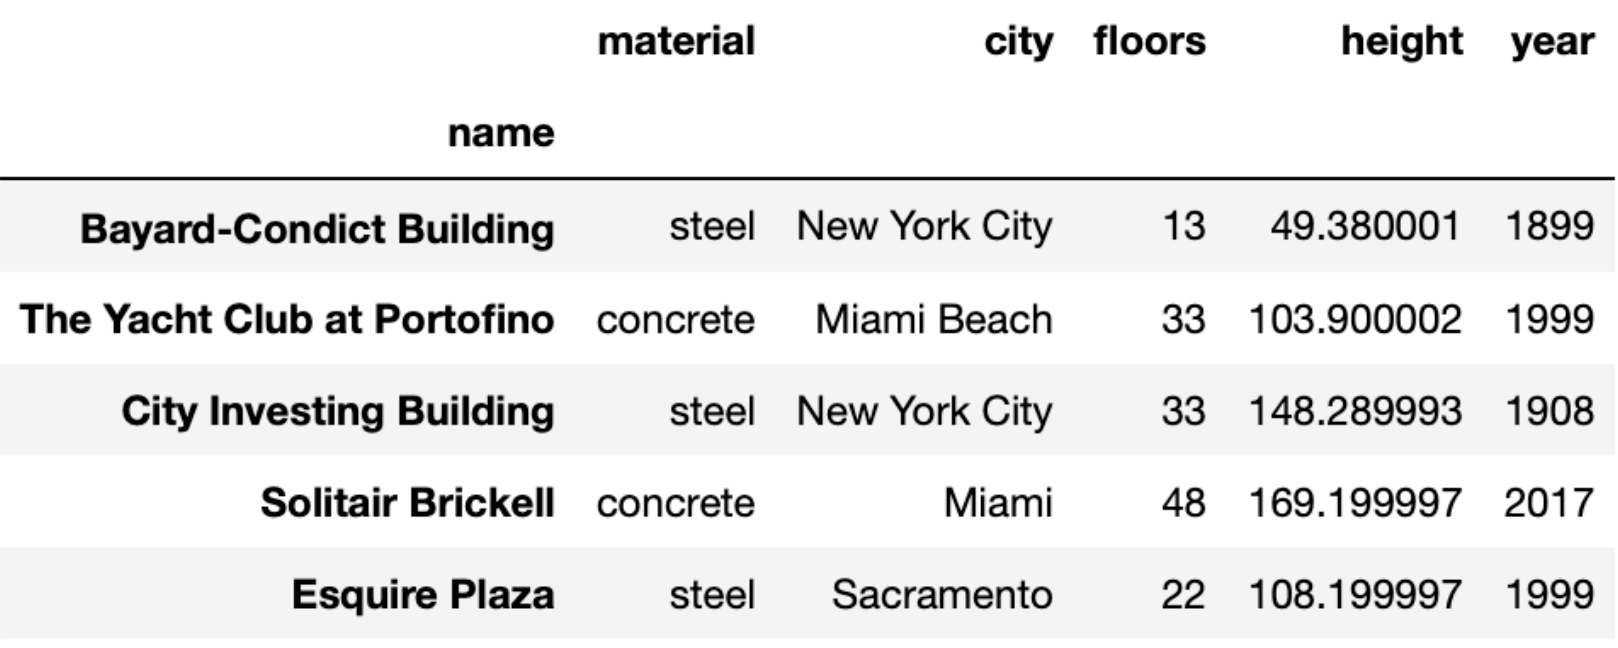 material city floors height year
name
Bayard-Condict Building steel New York City 13 49.380001 1899
The Yacht Club at Portofino concrete Miami Beach 33 103.900002 1999
City Investing Building steel New York City 33 148.289993 1908
Solitair Brickell concrete Miami 48 169.199997 2017
Esquire Plaza steel Sacramento 22 108.199997 1999